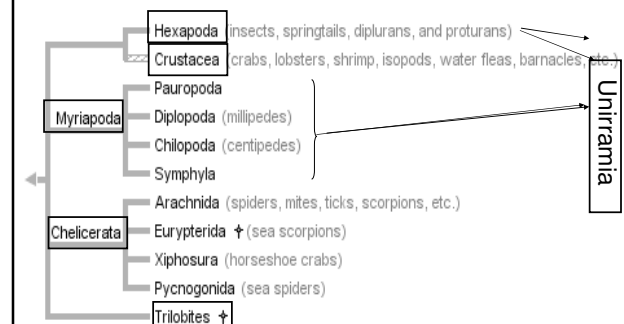 Hexapoda (insects, springtails, diplurans, and proturans)
Crustacea (crabs, lobsters, shrimp, isopods, water fleas, barnacles, etc.)
Pauropoda
Myriapoda
Diplopoda (millipedes)
Chilopoda (centipedes)
Symphyla
Unirramia
Arachnida (spiders, mites, ticks, scorpions, etc.)
Chelicerata
Eurypterida ✝ (sea scorpions)
Xiphosura (horseshoe crabs)
Pycnogonida (sea spiders)
Trilobites ✝